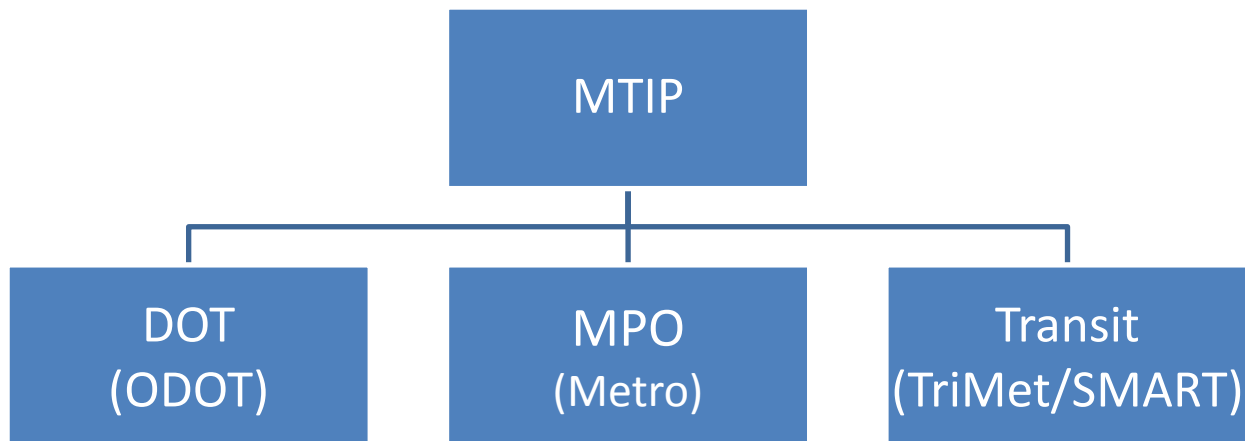 MTIP
DOT
(ODOT)
MPO
(Metro)
Transit
(TriMet/SMART)